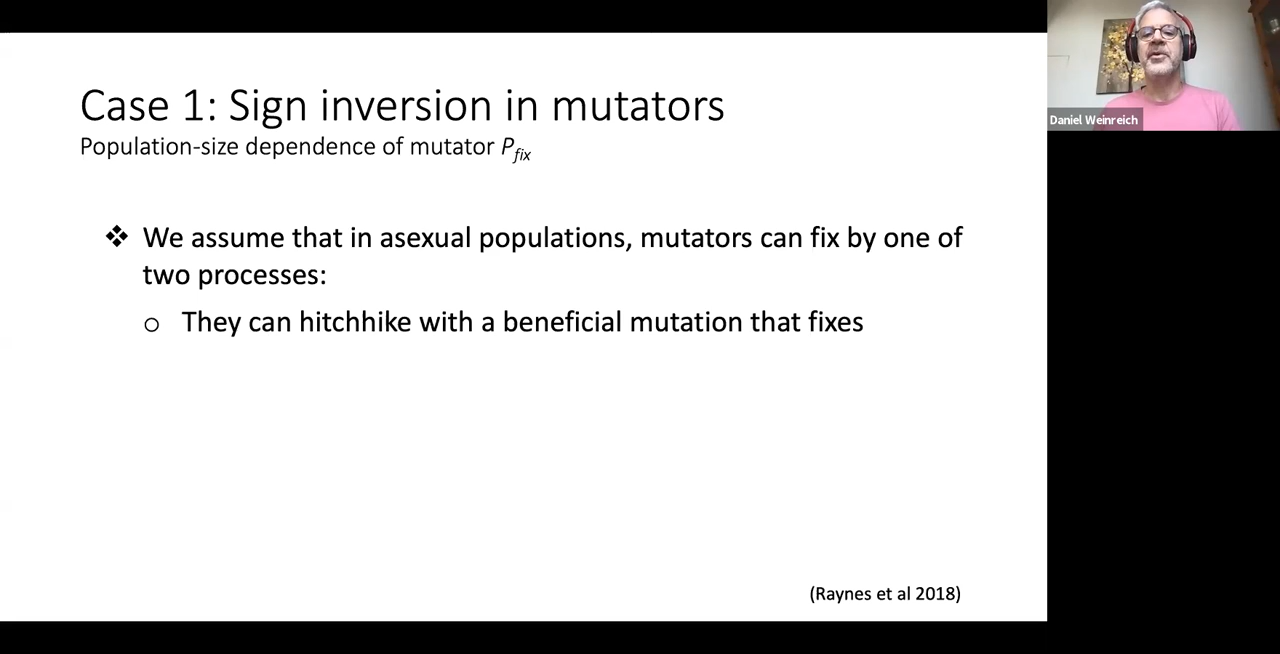 Case 1: Sign inversion in mutators
Population-size dependence of mutator Pfix
❖ We assume that in asexual populations, mutators can fix by one of
two processes:
o They can hitchhike with a beneficial mutation that fixes
(Raynes et al 2018)
Daniel Weinreich